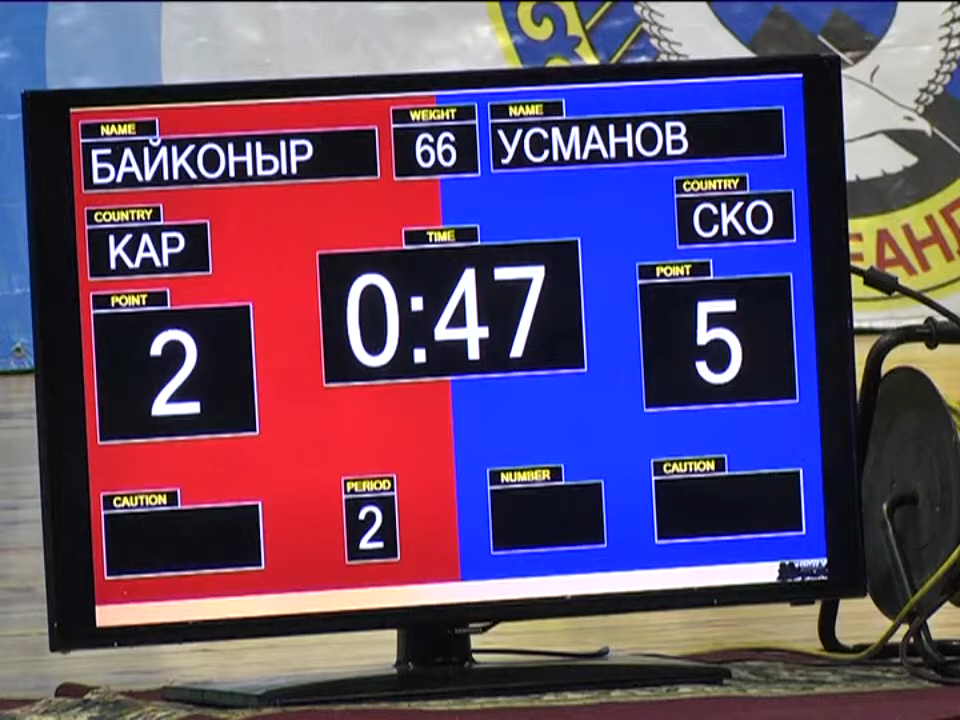 NAME
БАЙКОНЫР
WEIGHT
66
NAME
УСМАНОВ
COUNTRY
КАР
COUNTRY
СКО
TIME
0:47
POINT
2
POINT
5
CAUTION
PERIOD
2
NUMBER
CAUTION